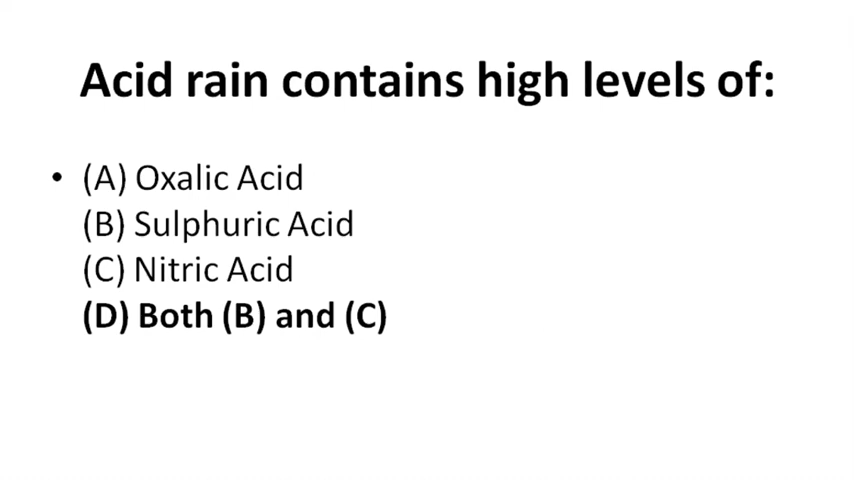 Acid rain contains high levels of:
• (A) Oxalic Acid
(B) Sulphuric Acid
(C) Nitric Acid
(D) Both (B) and (C)